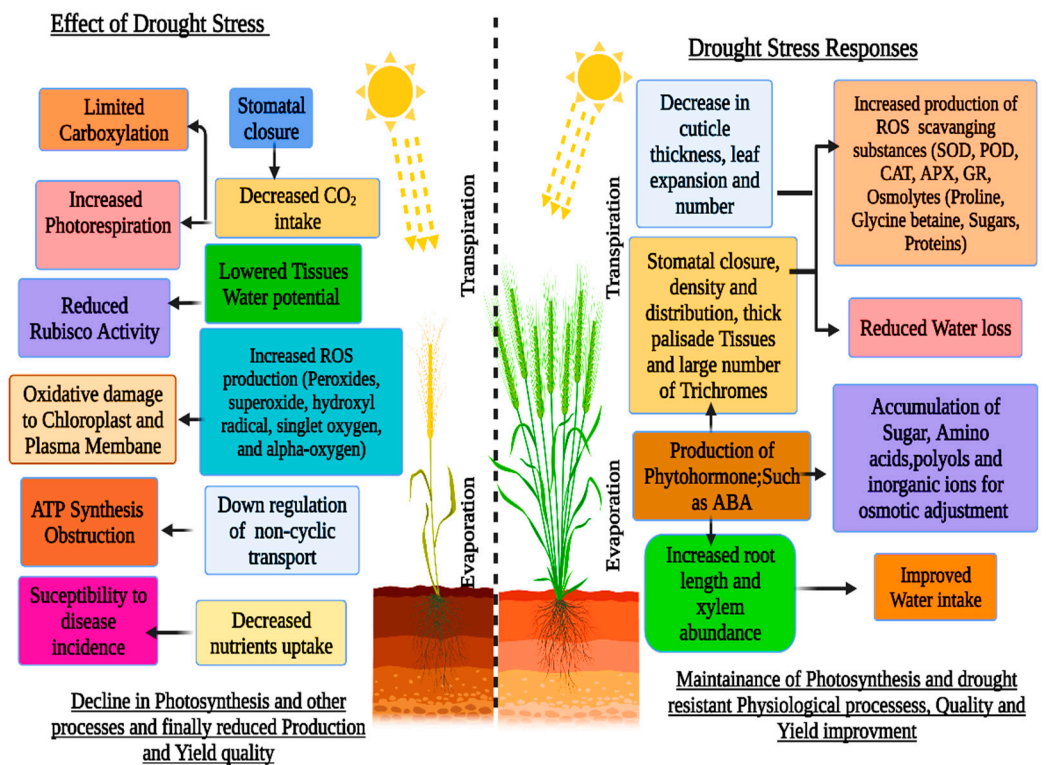 Effect of Drought Stress
Limited
Carboxylation
Stomatal
closure
Increased
Photorespiration
Decreased CO₂
intake
Lowered Tissues
Water potential
Reduced
Rubisco Activity
Increased ROS
production (Peroxides,
superoxide, hydroxyl
radical, singlet oxygen,
and alpha-oxygen)
Oxidative damage
to Chloroplast and
Plasma Membane
ATP Synthesis
Obstruction
Down regulation
of non-cyclic
transport
Suceptibility to
disease
incidence
Decreased
nutrients uptake
Decline in Photosynthesis and other
processes and finally reduced Production
and Yield quality
Transpiration
Evaporation
Drought Stress Responses
Transpiration
Evaporation
Decrease in
cuticle
thickness, leaf
expansion and
number
Increased production of
ROS scavanging
substances (SOD, POD,
CAT, APX, GR,
Osmolytes (Proline,
Glycine betaine, Sugars,
Proteins)
Stomatal closure,
density and
distribution, thick
palisade Tissues
and large number
of Trichromes
Reduced Water loss
Production of
Phytohormone;Such
as ABA
Accumulation of
Sugar, Amino
acids,polyols and
inorganic ions for
osmotic adjustment
Increased root
length and
xylem
abundance
Improved
Water intake
Maintainance of Photosynthesis and drought
resistant Physiological processess, Quality and
Yield improvment